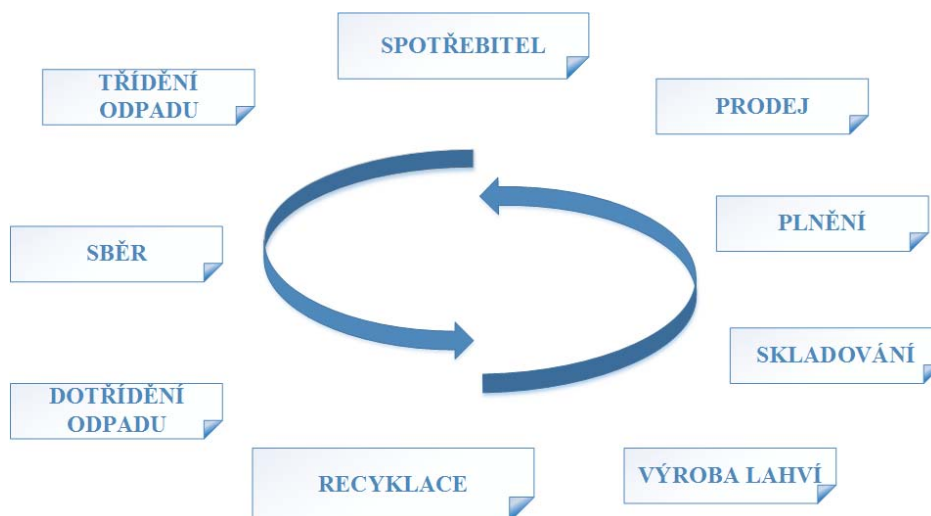 SPOTŘEBITEL
TŘÍDĚNÍ
ODPADU
PRODEJ
SBĚR
PLNĚNÍ
SKLADOVÁNÍ
DOTŘÍDĚNÍ
ODPADU
RECYKLACE
VÝROBA LAHVÍ